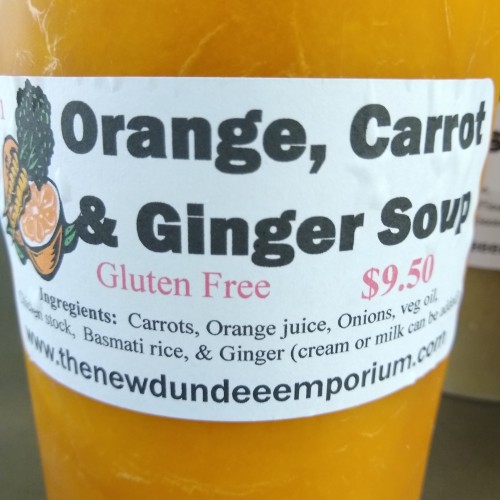 Orange, Carrot
& Ginger Soup
Gluten Free $9.50
Ingregients: Carrots, Orange juice, Onions, veg oil,
stock, Basmati rice, & Ginger (cream or milk can be
www.thenewdundeeemporium.com